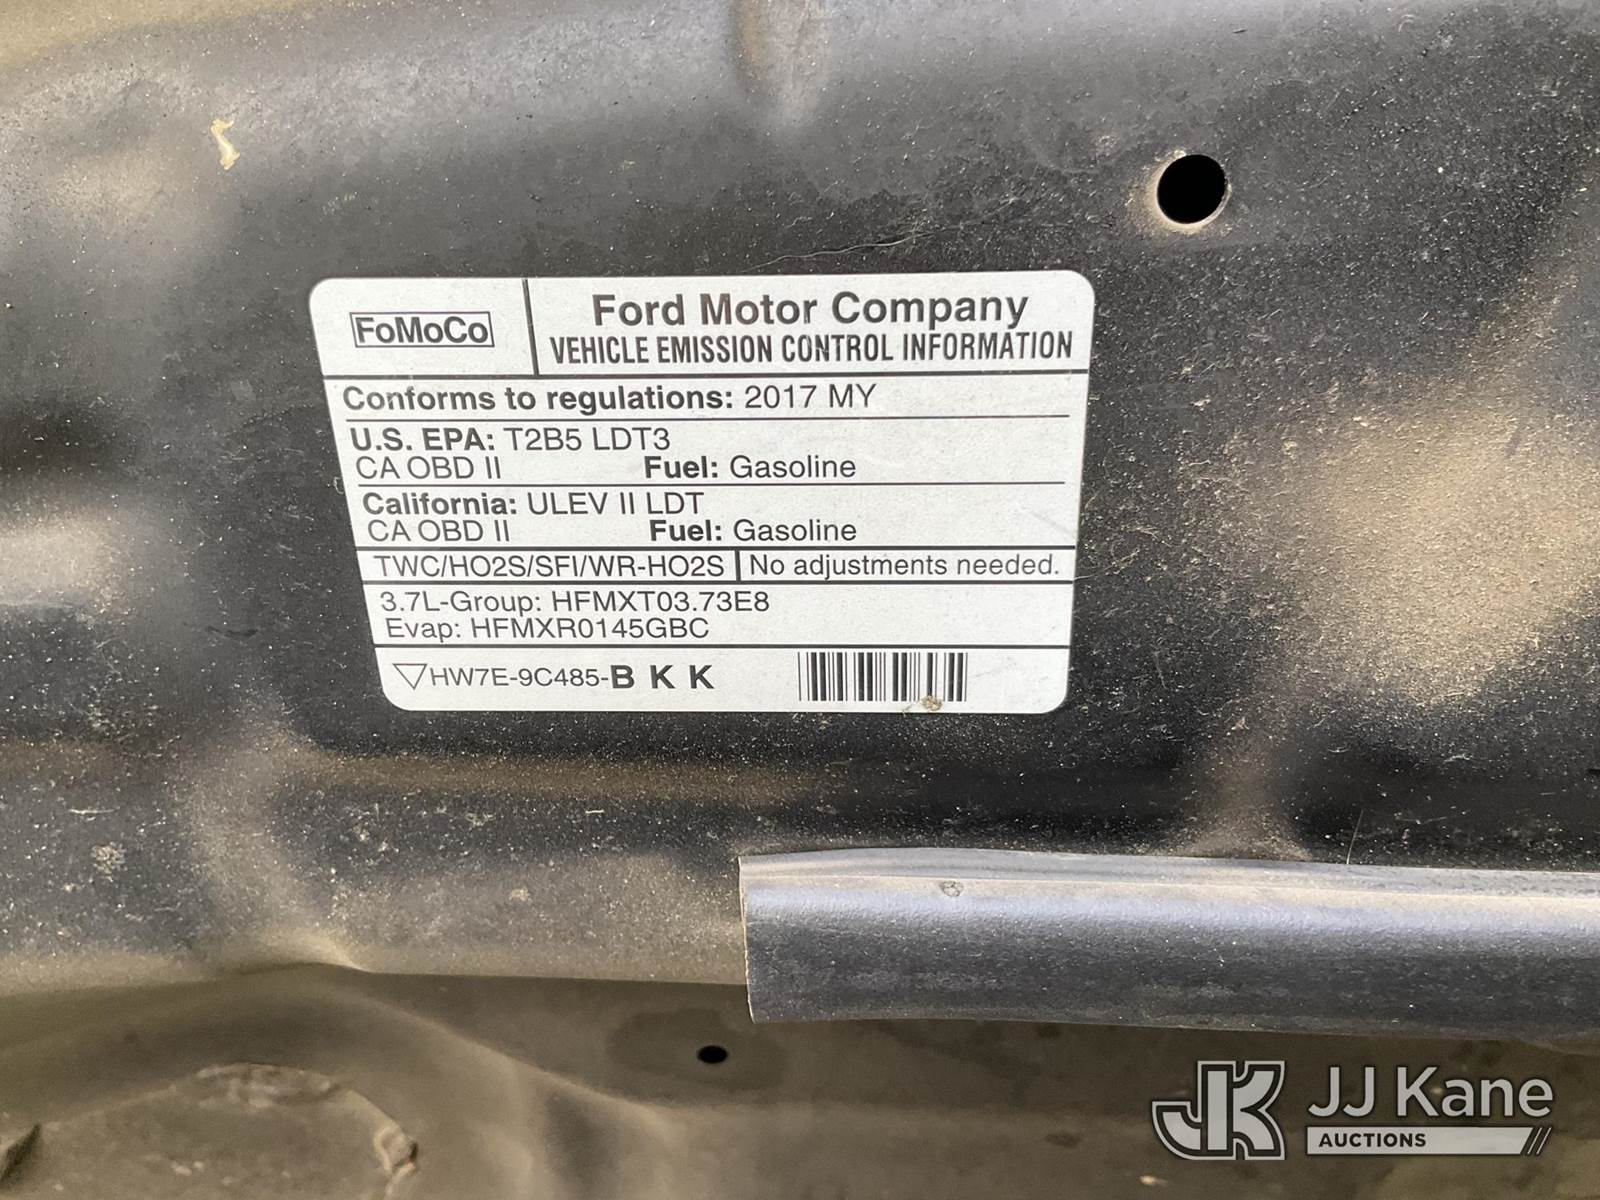 FoMoCo
Ford Motor Company
VEHICLE EMISSION CONTROL INFORMATION
Conforms to regulations: 2017 MY
U.S. EPA: T2B5 LDT3
CA OBD II Fuel: Gasoline
California: ULEV II LDT
CA OBD II Fuel: Gasoline
TWC/HO2S/SFI/WR-HO2S No adjustments needed.
3.7L-Group: HFMXT03.73E8
Evap: HFMXR0145GBC
HW7E-9C485-B K K
JK JJ Kane
AUCTIONS